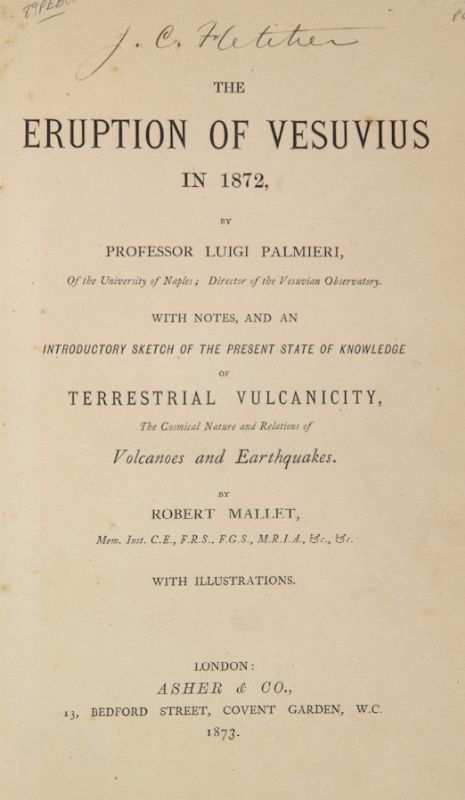 J. C. Fletcher
THE
ERUPTION OF VESUVIUS
IN 1872,
BY
PROFESSOR LUIGI PALMIERI,
Of the University of Naples; Director of the Vesuvian Observatory.
WITH NOTES, AND AN
INTRODUCTORY SKETCH OF THE PRESENT STATE OF KNOWLEDGE
OF
TERRESTRIAL VULCANICITY,
The Cosmical Nature and Relations of
Volcanoes and Earthquakes.
BY
ROBERT MALLET,
Mem. Inst. C.E., F.R.S., F.G.S., M.R.I.A., &c., &c.
WITH ILLUSTRATIONS.
LONDON:
ASHER & CO.,
13, BEDFORD STREET, COVENT GARDEN, W.C.
1873.